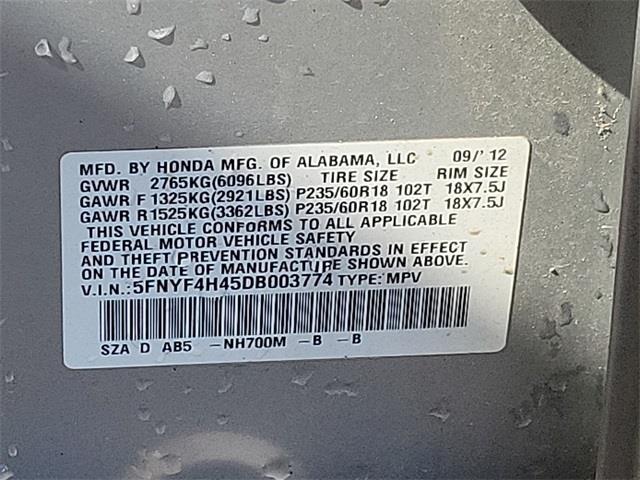 MFD. BY HONDA MFG. OF ALABAMA, LLC 09/'12
GVWR 2765KG(6096LBS) TIRE SIZE RIM SIZE
GAWR F 1325KG(2921LBS) P235/60R18 102T 18X7.5J
GAWR R 1525KG(3362LBS) P235/60R18 102T 18X7.5J
THIS VEHICLE CONFORMS TO ALL APPLICABLE
FEDERAL MOTOR VEHICLE SAFETY
AND THEFT PREVENTION STANDARDS IN EFFECT
ON THE DATE OF MANUFACTURE SHOWN ABOVE.
V.I.N.:5FNYF4H45DB003774 TYPE:MPV
SZA D AB5 -NH700M -B -B